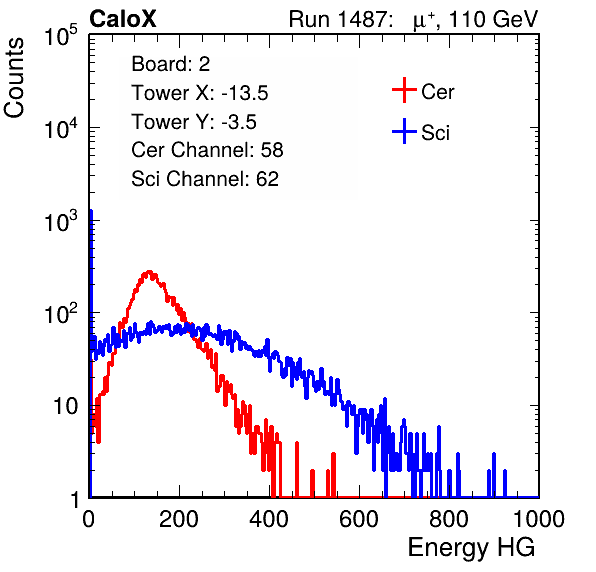 CaloX Run 1487: μ⁺, 110 GeV
Counts
Board: 2
Tower X: -13.5
Tower Y: -3.5
Cer Channel: 58
Sci Channel: 62
Cer
Sci
10⁵
10⁴
10³
10²
10
1
0 200 400 600 800 1000
Energy HG